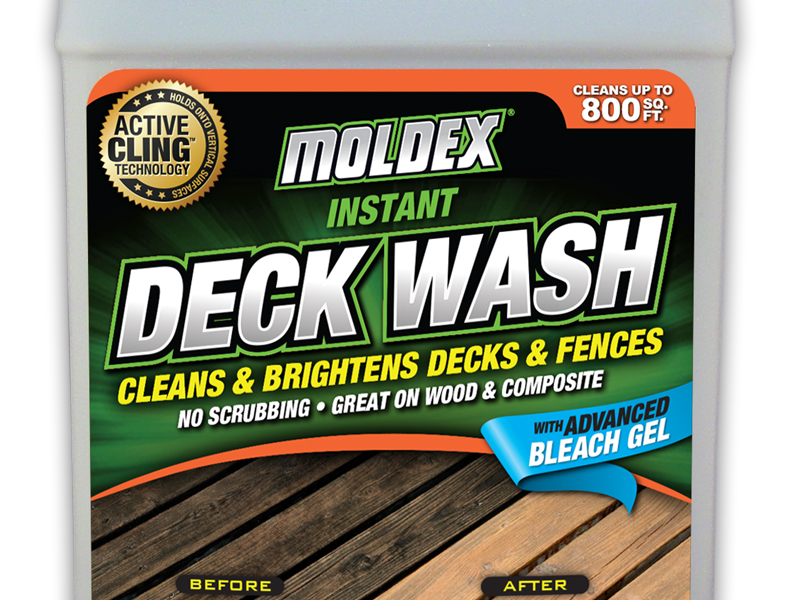 CLEANS UP TO
800 SQ. FT.
HOLDS ONTO VERTICAL SURFACES
ACTIVE
CLING™
TECHNOLOGY
MOLDEX®
INSTANT
DECK WASH
CLEANS & BRIGHTENS DECKS & FENCES
NO SCRUBBING • GREAT ON WOOD & COMPOSITE
WITH ADVANCED
BLEACH GEL
BEFORE
AFTER